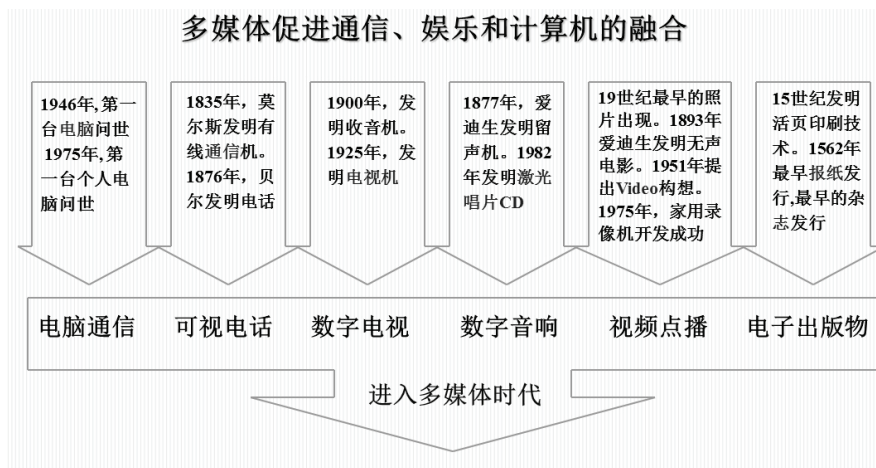 多媒体促进通信、娱乐和计算机的融合
1946年,第一
台电脑问世
1975年,第
一台个人电
脑问世
1835年，莫
尔斯发明有
线通信机。
1876年，贝
尔发明电话
1900年，发
明收音机。
1925年，发
明电视机
1877年，爱
迪生发明留
声机。1982
年发明激光
唱片CD
19世纪最早的照
片出现。1893年
爱迪生发明无声
电影。1951年提
出Video构想。
1975年，家用录
像机开发成功
15世纪发明
活页印刷技
术。1562年
最早报纸发
行,最早的杂
志发行
电脑通信
可视电话
数字电视
数字音响
视频点播
电子出版物
进入多媒体时代